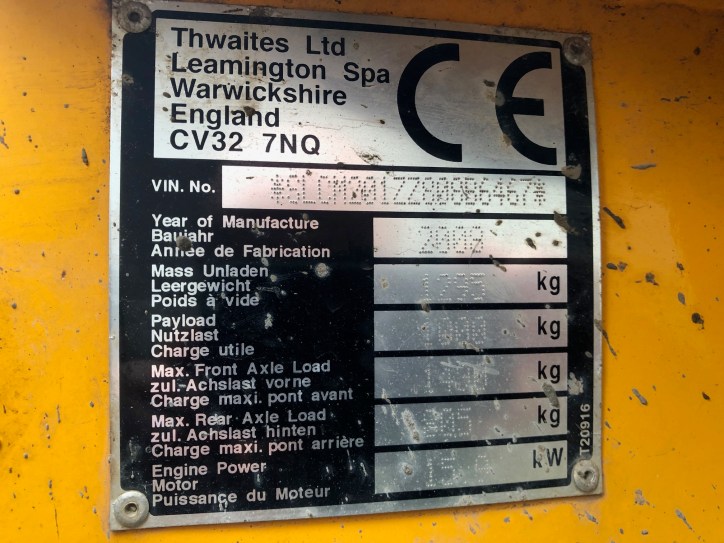 Thwaites Ltd
Leamington Spa
Warwickshire
England
CV32 7NQ
CE
VIN. No.
Year of Manufacture
Baujahr
Année de Fabrication
Mass Unladen
Leergewicht
Poids à vide
1295 kg
Payload
Nutzlast
Charge utile
1000 kg
Max. Front Axle Load
zul. Achslast vorne
Charge maxi. pont avant
kg
Max. Rear Axle Load
zul. Achslast hinten
Charge maxi. pont arrière
kg
Engine Power
Motor
Puissance du Moteur
kW
T20916